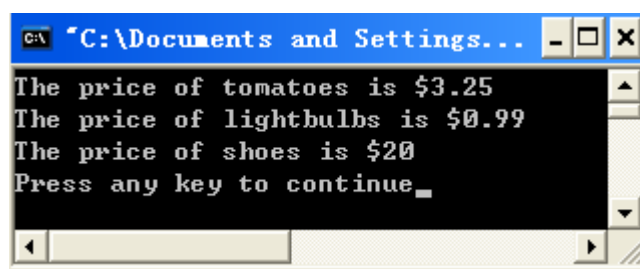 "C:\Documents and Settings...
The price of tomatoes is $3.25
The price of lightbulbs is $0.99
The price of shoes is $20
Press any key to continue_